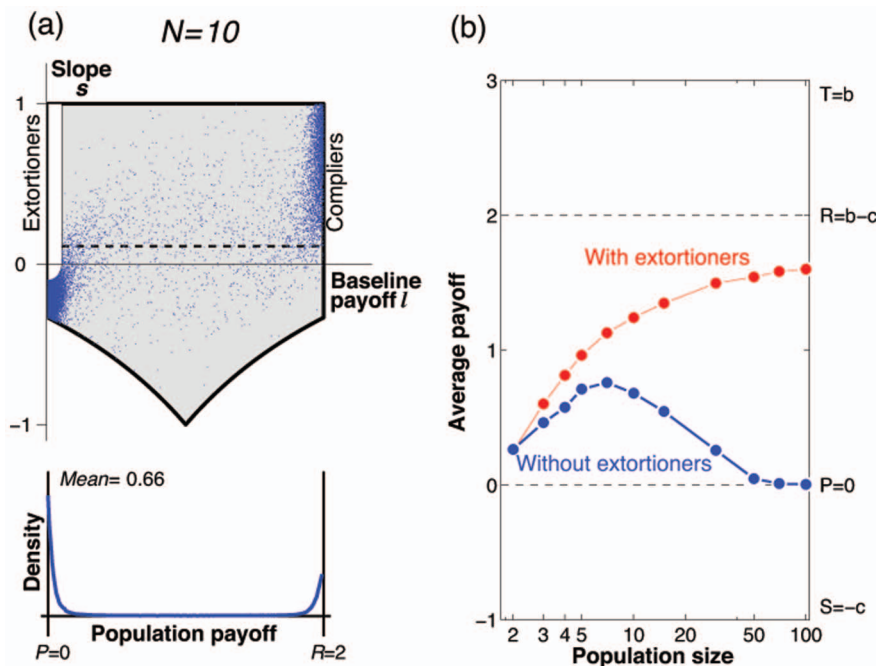 (a)
N=10
Slope
s
1
0
-1
Extortioners
Compliers
Baseline
payoff l
Mean= 0.66
Density
Population payoff
P=0
R=2
(b)
3
2
1
0
-1
Average payoff
With extortioners
Without extortioners
T=b
R=b-c
P=0
S=-c
2 3 4 5 10 20 50 100
Population size